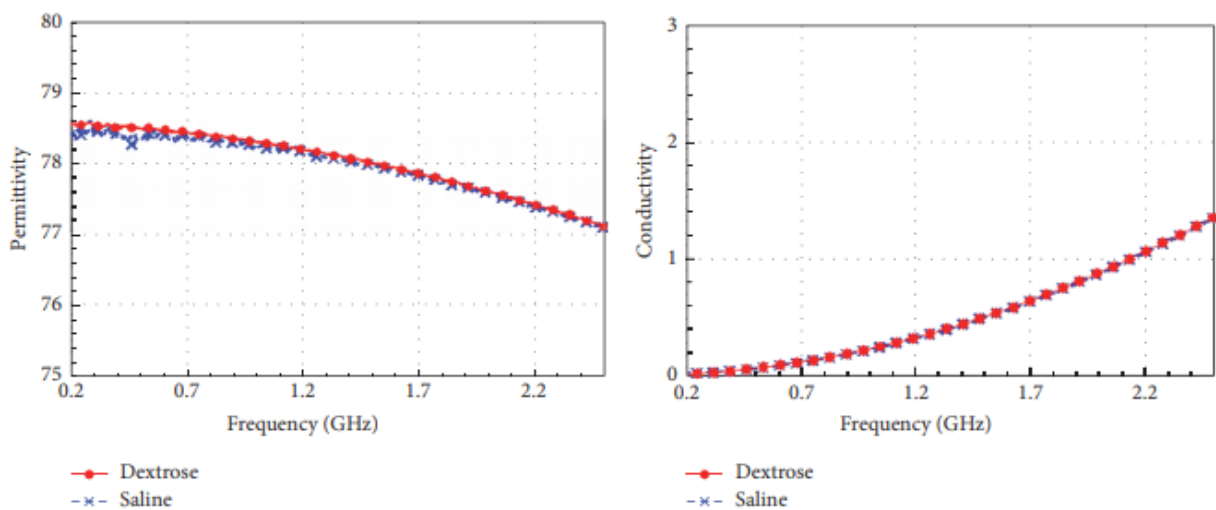 80
79
78
77
76
75
Permittivity
0.2 0.7 1.2 1.7 2.2
Frequency (GHz)
Dextrose
Saline
3
2
1
0
Conductivity
0.2 0.7 1.2 1.7 2.2
Frequency (GHz)
Dextrose
Saline